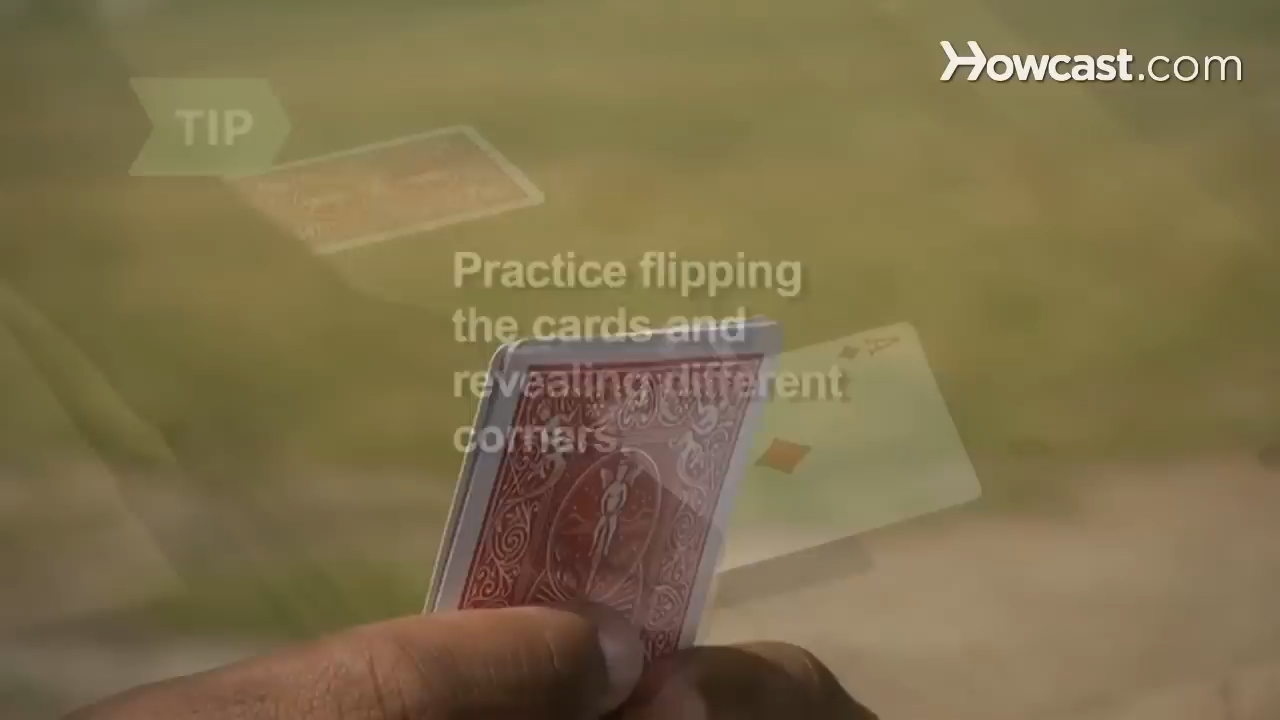 Howcast.com
TIP
Practice flipping
the cards and
revealing different
corners.
A